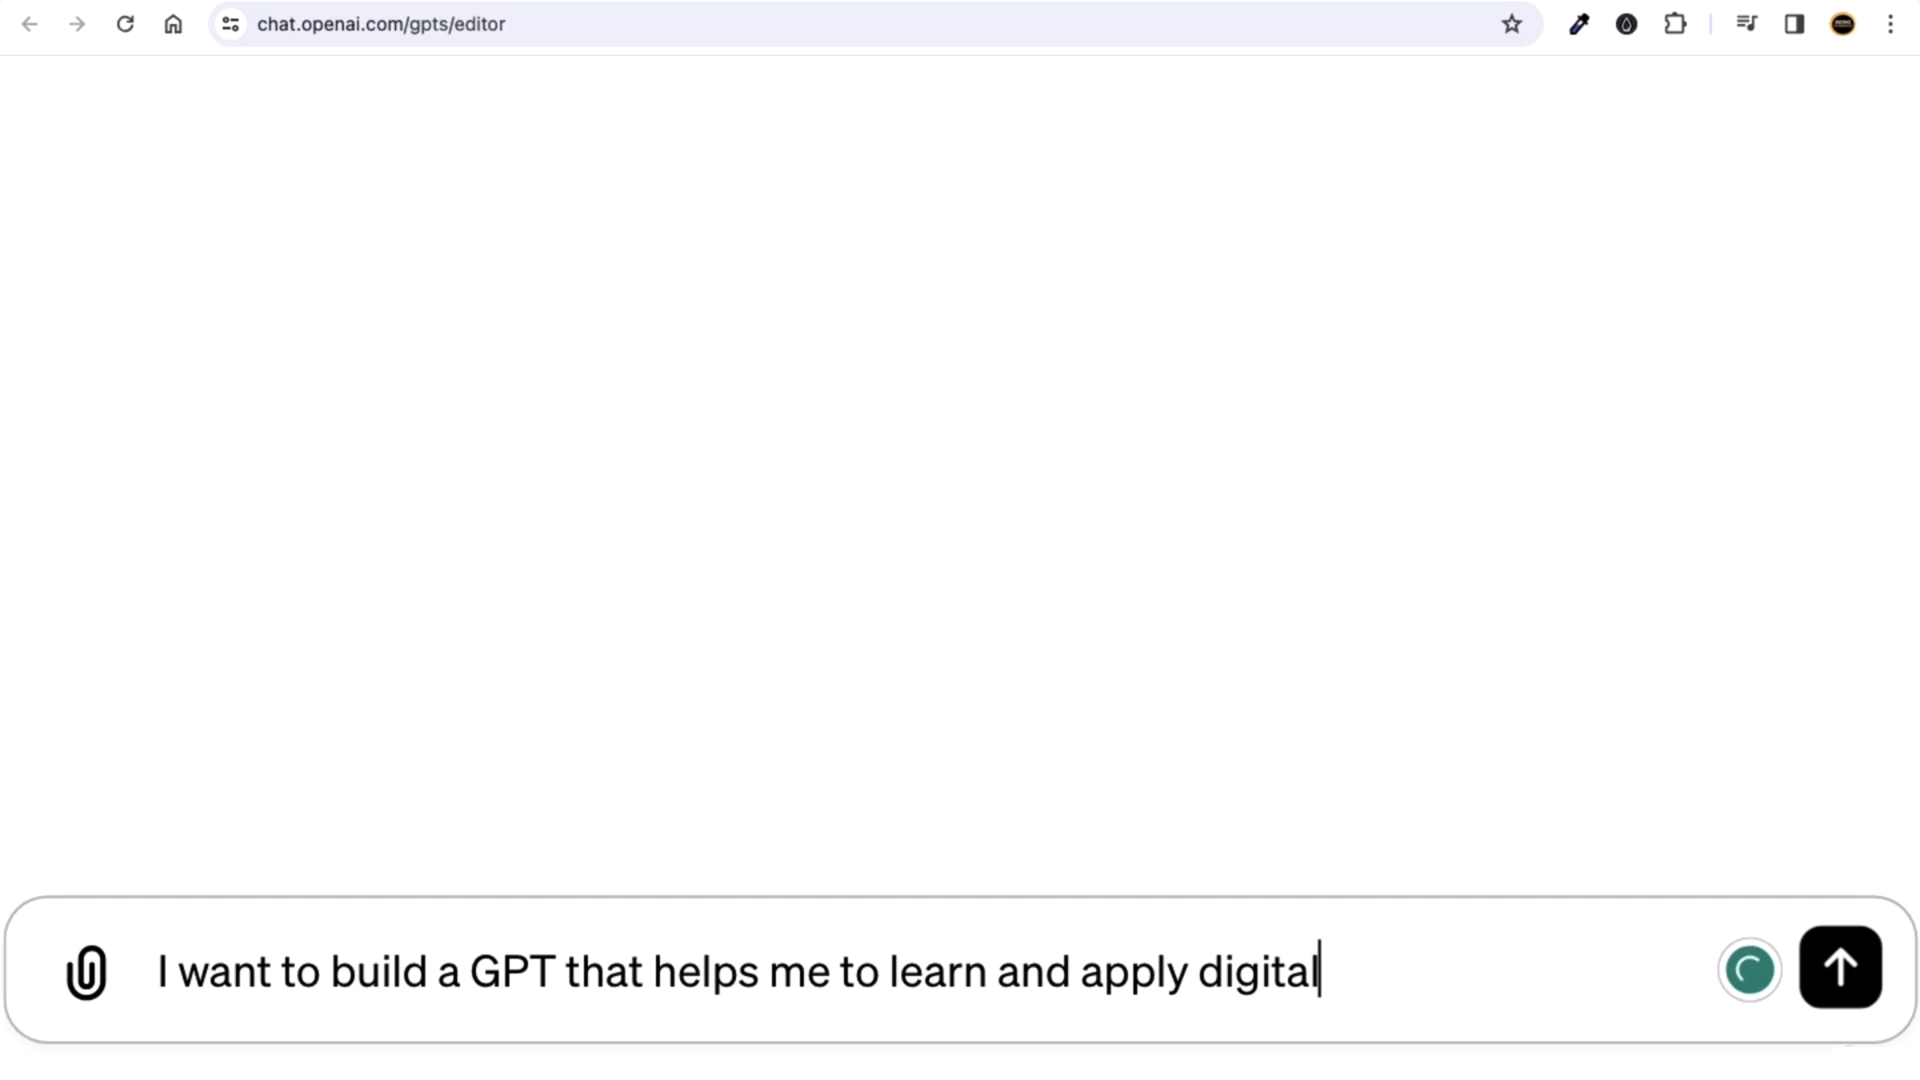 chat.openai.com/gpts/editor
I want to build a GPT that helps me to learn and apply digital